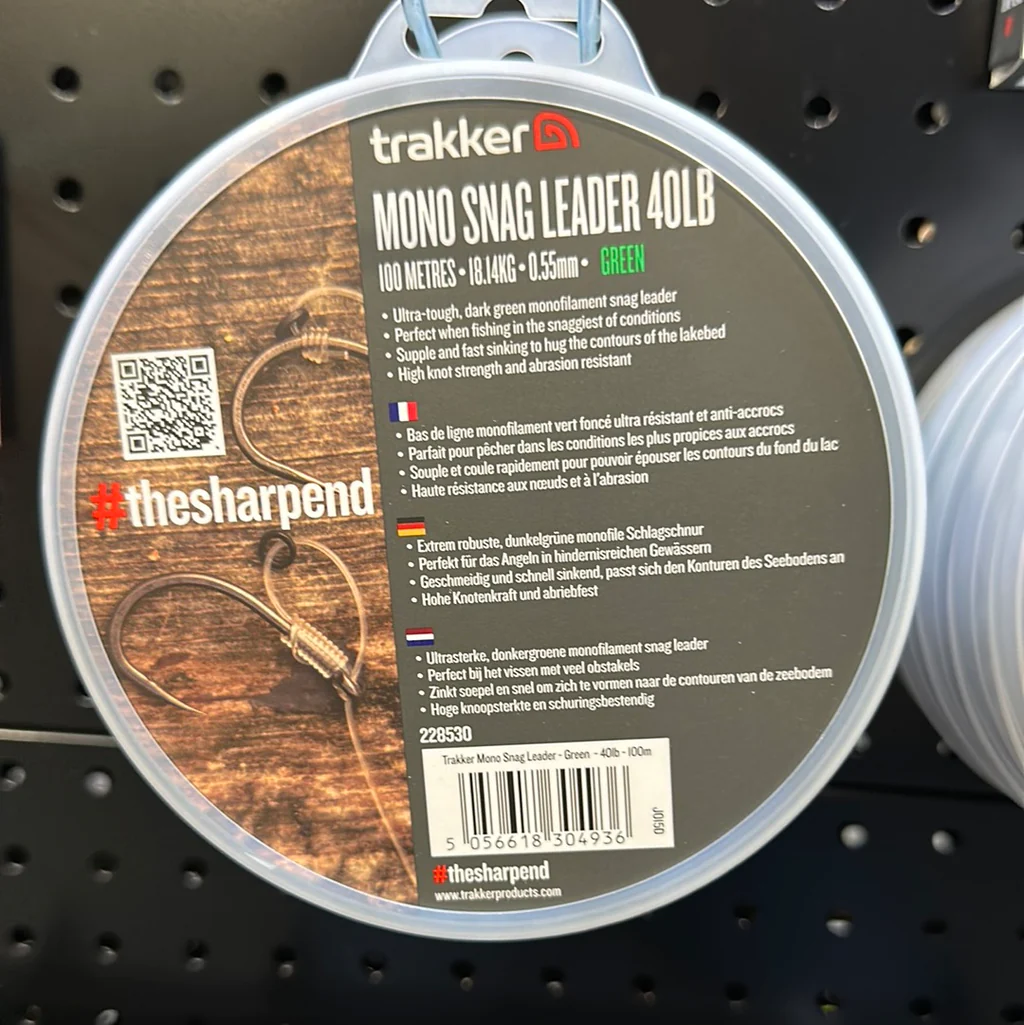 trakker
MONO SNAG LEADER 40LB
100 METRES • 18.14KG • 0.55mm • GREEN
• Ultra-tough, dark green monofilament snag leader
• Perfect when fishing in the snaggiest of conditions
• Supple and fast sinking to hug the contours of the lakebed
• High knot strength and abrasion resistant
• Bas de ligne monofilament vert foncé ultra résistant et anti-accrocs
• Parfait pour pêcher dans les conditions les plus propices aux accrocs
• Souple et coule rapidement pour pouvoir épouser les contours du fond du lac
• Haute résistance aux nœuds et à l'abrasion
#thesharpend
• Extrem robuste, dunkelgrüne monofile Schlagschnur
• Perfekt für das Angeln in hindernisreichen Gewässern
• Geschmeidig und schnell sinkend, passt sich den Konturen des Seebodens an
• Hohe Knotenkraft und abriebfest
• Ultrasterke, donkergroene monofilament snag leader
• Perfect bij het vissen met veel obstakels
• Zinkt soepel en snel om zich te vormen naar de contouren van de zeebodem
• Hoge knoopsterkte en schuringsbestendig
228530
Trakker Mono Snag Leader - Green - 40lb - 100m
J0150
5 056618 304936
#thesharpend
www.trakkerproducts.com